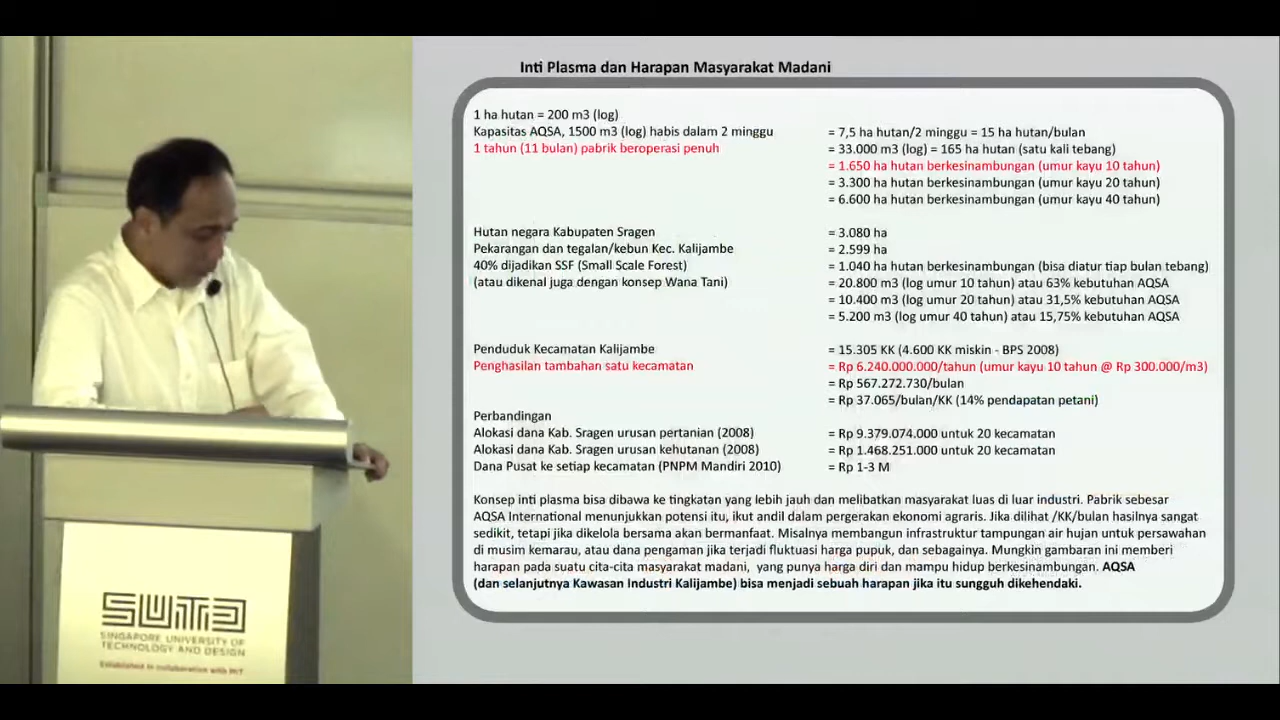 Inti Plasma dan Harapan Masyarakat Madani
1 ha hutan = 200 m3 (log)
Kapasitas AQSA, 1500 m3 (log) habis dalam 2 minggu = 7,5 ha hutan/2 minggu = 15 ha hutan/bulan
1 tahun (11 bulan) pabrik beroperasi penuh = 33.000 m3 (log) = 165 ha hutan (satu kali tebang)
= 1.650 ha hutan berkesinambungan (umur kayu 10 tahun)
= 3.300 ha hutan berkesinambungan (umur kayu 20 tahun)
= 6.600 ha hutan berkesinambungan (umur kayu 40 tahun)
Hutan negara Kabupaten Sragen = 3.080 ha
Pekarangan dan tegalan/kebun Kec. Kalijambe = 2.599 ha
40% dijadikan SSF (Small Scale Forest) = 1.040 ha hutan berkesinambungan (bisa diatur tiap bulan tebang)
(atau dikenal juga dengan konsep Wana Tani) = 20.800 m3 (log umur 10 tahun) atau 63% kebutuhan AQSA
= 10.400 m3 (log umur 20 tahun) atau 31,5% kebutuhan AQSA
= 5.200 m3 (log umur 40 tahun) atau 15,75% kebutuhan AQSA
Penduduk Kecamatan Kalijambe = 15.305 KK (4.600 KK miskin - BPS 2008)
Penghasilan tambahan satu kecamatan = Rp 6.240.000.000/tahun (umur kayu 10 tahun @ Rp 300.000/m3)
= Rp 567.272.730/bulan
= Rp 37.065/bulan/KK (14% pendapatan petani)
Perbandingan
Alokasi dana Kab. Sragen urusan pertanian (2008) = Rp 9.379.074.000 untuk 20 kecamatan
Alokasi dana Kab. Sragen urusan kehutanan (2008) = Rp 1.468.251.000 untuk 20 kecamatan
Dana Pusat ke setiap kecamatan (PNPM Mandiri 2010) = Rp 1-3 M
Konsep inti plasma bisa dibawa ke tingkatan yang lebih jauh dan melibatkan masyarakat luas di luar industri. Pabrik sebesar
AQSA International menunjukkan potensi itu, ikut andil dalam pergerakan ekonomi agraris. Jika dilihat /KK/bulan hasilnya sangat
sedikit, tetapi jika dikelola bersama akan bermanfaat. Misalnya membangun infrastruktur tampungan air hujan untuk persawahan
di musim kemarau, atau dana pengaman jika terjadi fluktuasi harga pupuk, dan sebagainya. Mungkin gambaran ini memberi
harapan pada suatu cita-cita masyarakat madani, yang punya harga diri dan mampu hidup berkesinambungan. AQSA
(dan selanjutnya Kawasan Industri Kalijambe) bisa menjadi sebuah harapan jika itu sungguh dikehendaki.
SUTD
SINGAPORE UNIVERSITY OF
TECHNOLOGY AND DESIGN
Established in collaboration with MIT